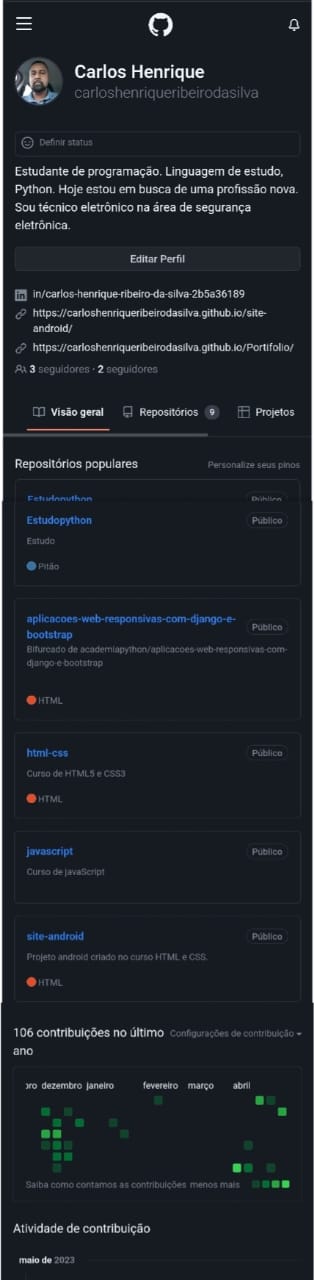 Carlos Henrique
carloshenriqueribeirodasilva
Definir status
Estudante de programação. Linguagem de estudo,
Python. Hoje estou em busca de uma profissão nova.
Sou técnico eletrônico na área de segurança
eletrônica.
Editar Perfil
in/carlos-henrique-ribeiro-da-silva-2b5a36189
https://carloshenriqueribeirodasilva.github.io/site-
android/
https://carloshenriqueribeirodasilva.github.io/Portifolio/
3 seguidores · 2 seguidores
Visão geral Repositórios 9 Projetos
Repositórios populares Personalize seus pinos
Estudopython Público
Estudopython Público
Estudo
Pitão
aplicacoes-web-responsivas-com-django-e-
bootstrap Público
Bifurcado de academiapython/aplicacoes-web-responsivas-com-
django-e-bootstrap
HTML
html-css Público
Curso de HTML5 e CSS3
HTML
javascript Público
Curso de javaScript
site-android Público
Projeto android criado no curso HTML e CSS.
HTML
106 contribuições no último Configurações de contribuição
ano
bro dezembro janeiro fevereiro março abril
Saiba como contamos as contribuições menos mais
Atividade de contribuição
maio de 2023